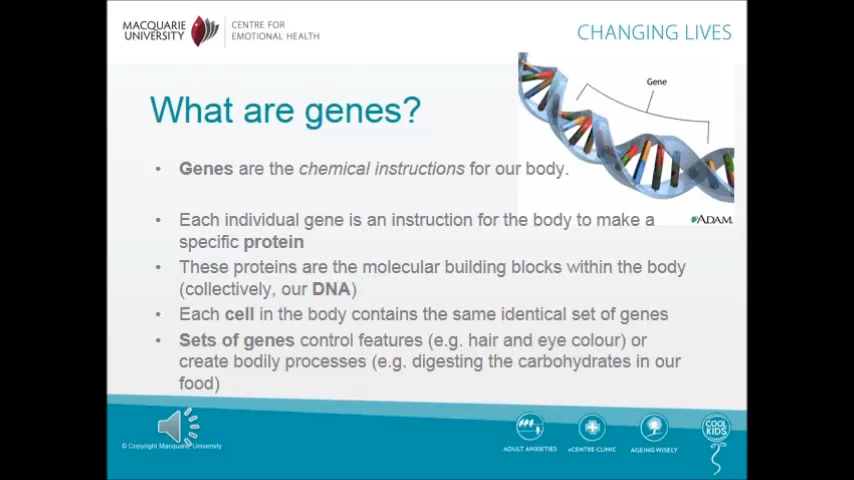 MACQUARIE
UNIVERSITY
CENTRE FOR
EMOTIONAL HEALTH
CHANGING LIVES
Gene
What are genes?
• Genes are the chemical instructions for our body.
ADAM
• Each individual gene is an instruction for the body to make a
specific protein
• These proteins are the molecular building blocks within the body
(collectively, our DNA)
• Each cell in the body contains the same identical set of genes
• Sets of genes control features (e.g. hair and eye colour) or
create bodily processes (e.g. digesting the carbohydrates in our
food)
© Copyright Macquarie University
ADULT ANXIETIES
eCENTRE CLINIC
AGEING WISELY
COOL
KIDS